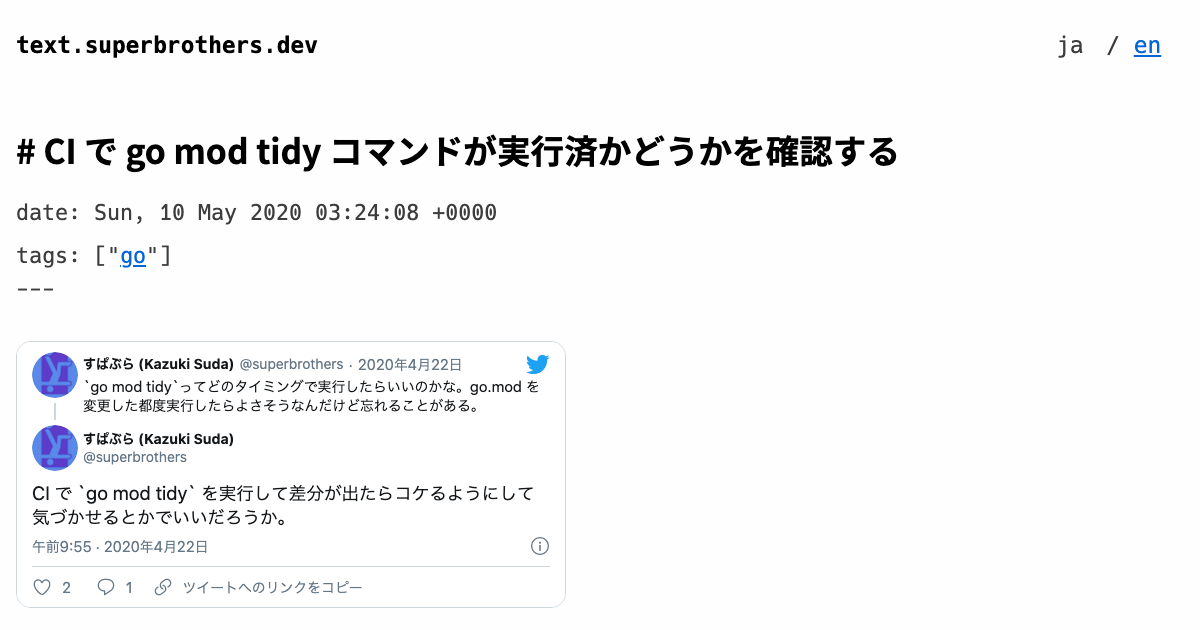 text.superbrothers.dev
ja / en
# CI で go mod tidy コマンドが実行済かどうかを確認する
date: Sun, 10 May 2020 03:24:08 +0000
tags: ["go"]
---
すぱぶら (Kazuki Suda) @superbrothers · 2020年4月22日
`go mod tidy`ってどのタイミングで実行したらいいのかな。go.mod を
変更した都度実行したらよさそうなんだけど忘れることがある。
すぱぶら (Kazuki Suda)
@superbrothers
CI で `go mod tidy` を実行して差分が出たらコケるようにして
気づかせるとかでいいだろうか。
午前9:55 · 2020年4月22日
2 1 ツイートへのリンクをコピー